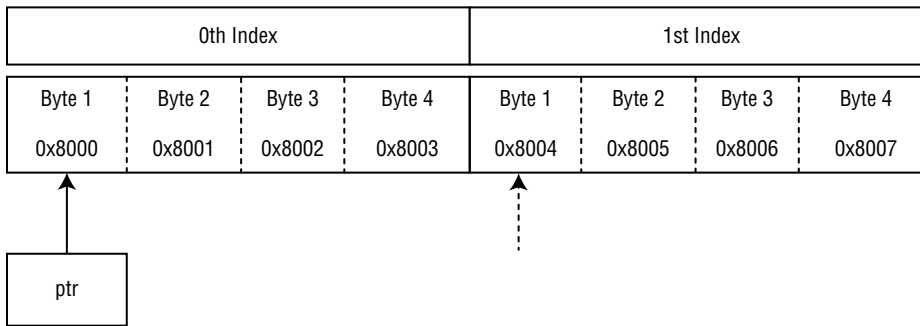 0th Index 1st Index
Byte 1 Byte 2 Byte 3 Byte 4 Byte 1 Byte 2 Byte 3 Byte 4
0x8000 0x8001 0x8002 0x8003 0x8004 0x8005 0x8006 0x8007
ptr